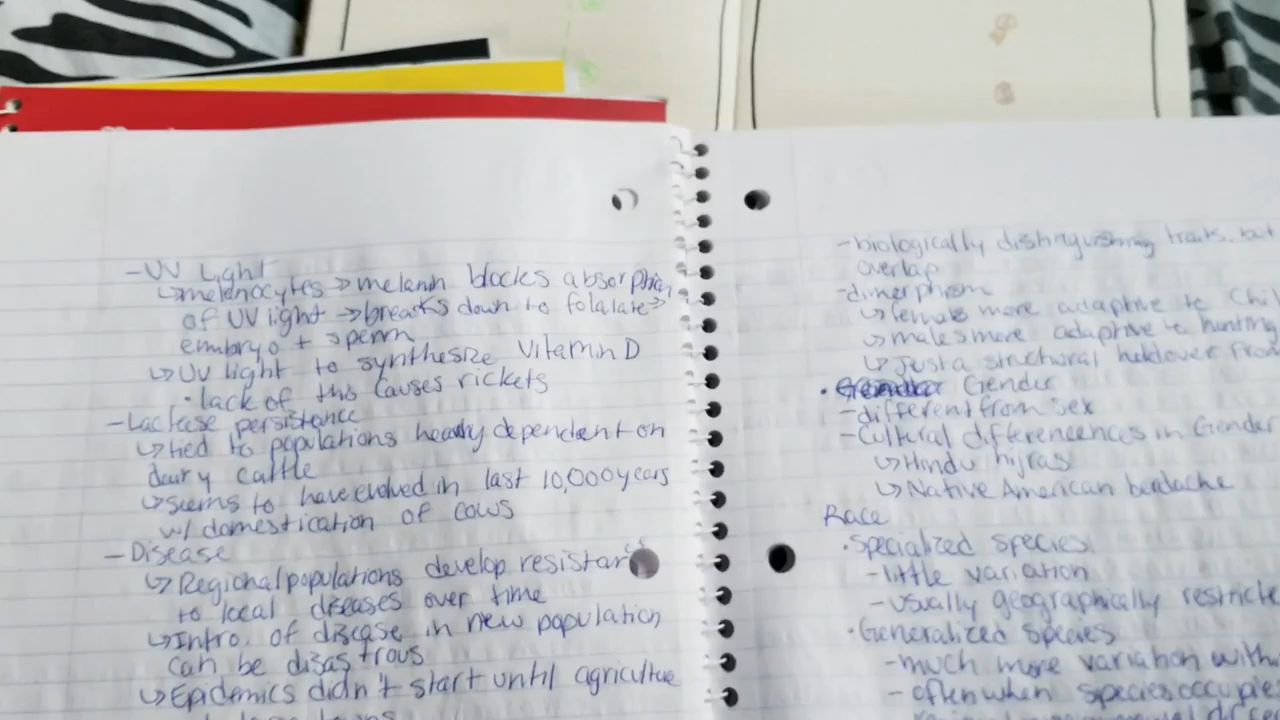 - UV Light
↳ melanocytes → melanin blocks absorption
of UV light → breaks down to folalate →
embryo + sperm
↳ UV light to synthesize Vitamin D
· lack of this causes rickets
- Lactase persistance
↳ tied to populations heavily dependent on
dairy cattle
↳ seems to have evolved in last 10,000 years
w/ domestication of cows
- Disease
↳ Regional populations develop resistance
to local diseases over time
↳ Intro. of disease in new population
can be disastrous
↳ Epidemics didn't start until agriculture
- biologically distinguishing traits, but
overlap
- dimorphism
↳ females more adaptive to Chil
↳ males more adaptive to hunting
↳ Just a structural holdover from
· Gender
- different from sex
- Cultural differences in Gender
↳ Hindu hijras
↳ Native American berdache
Race
· Specialized species
- little variation
- usually geographically restricte
· Generalized species
- much more variation within
- often when species occupies